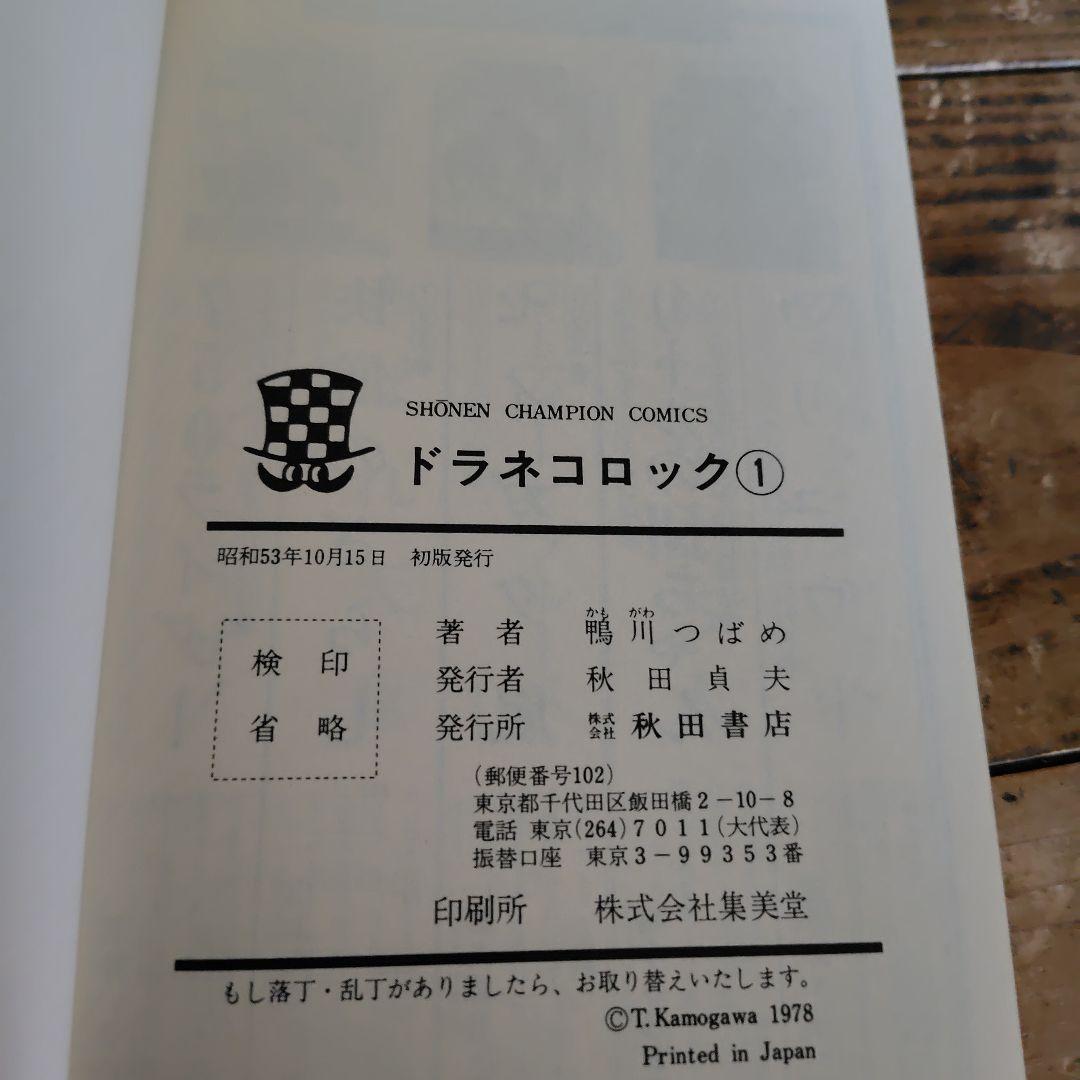 SHŌNEN CHAMPION COMICS
ドラネコロック①
昭和53年10月15日　初版発行
検印
省略
著者　鴨川つばめ
かも がわ
発行者　秋田貞夫
発行所　株式会社 秋田書店
(郵便番号102)
東京都千代田区飯田橋2-10-8
電話 東京(264)7011(大代表)
振替口座　東京3-99353番
印刷所　株式会社集美堂
もし落丁・乱丁がありましたら、お取り替えいたします。
©T.Kamogawa 1978
Printed in Japan